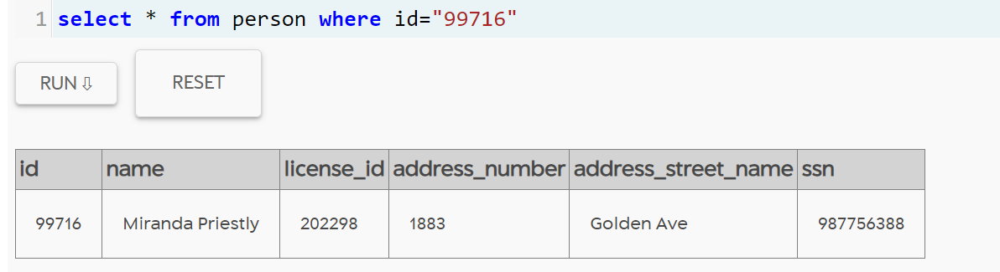 1 select * from person where id="99716"
RUN ⇩ RESET
id name license_id address_number address_street_name ssn
99716 Miranda Priestly 202298 1883 Golden Ave 987756388